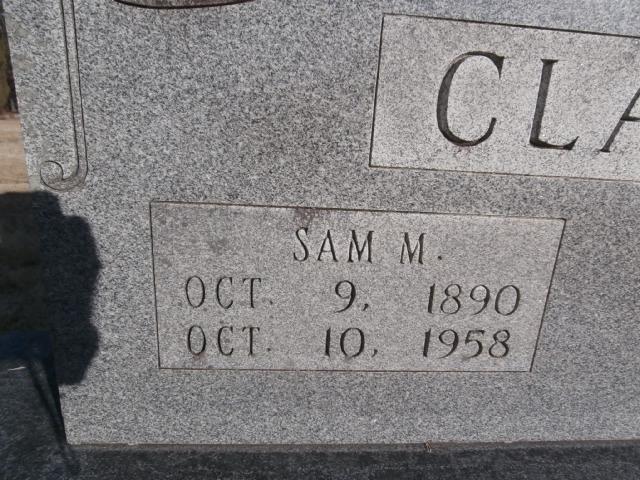 CLA
SAM M.
OCT. 9, 1890
OCT. 10, 1958